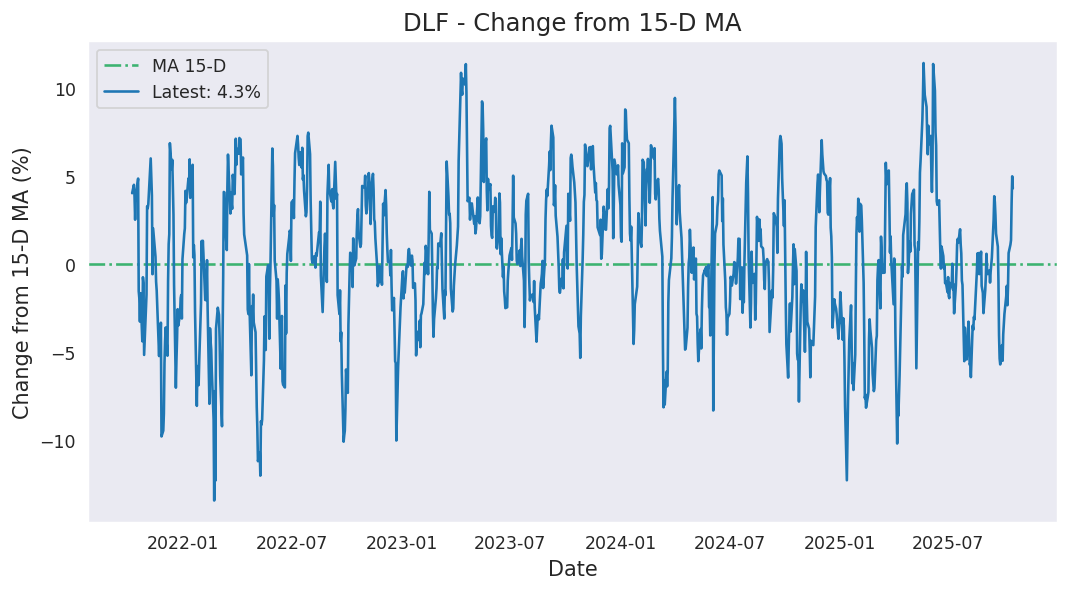 DLF - Change from 15-D MA
MA 15-D
Latest: 4.3%
Change from 15-D MA (%)
10
5
0
−5
−10
2022-01
2022-07
2023-01
2023-07
2024-01
2024-07
2025-01
2025-07
Date